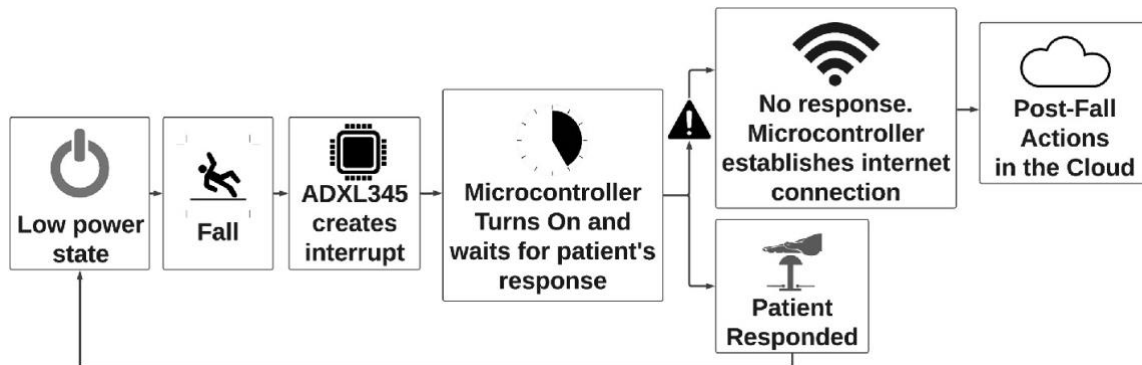 Low power
state
Fall
ADXL345
creates
interrupt
Microcontroller
Turns On and
waits for patient's
response
No response.
Microcontroller
establishes internet
connection
Post-Fall
Actions
in the Cloud
Patient
Responded